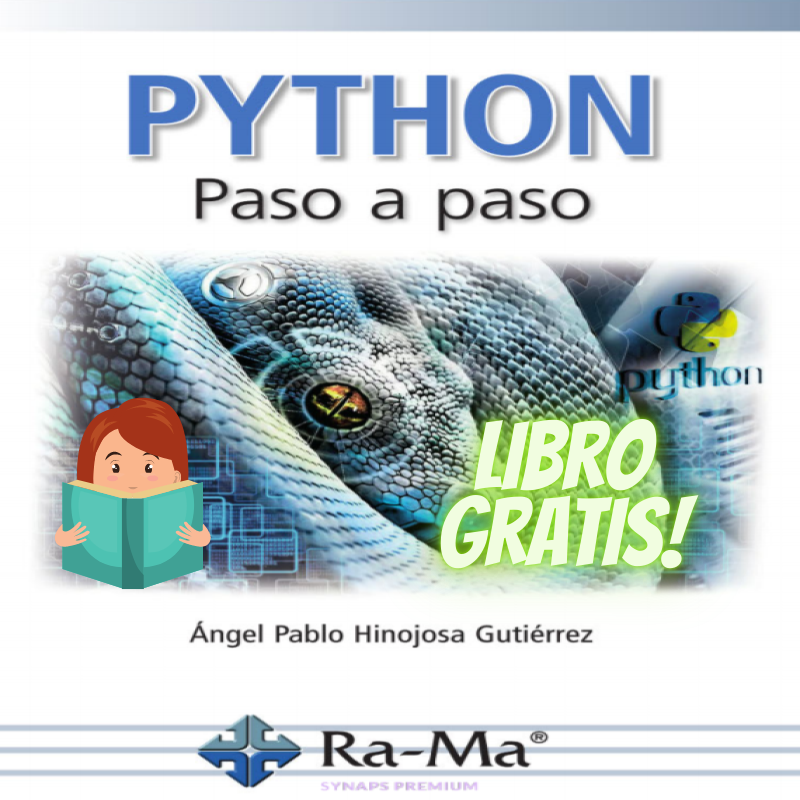 PYTHON
Paso a paso
python
LIBRO
GRATIS!
Ángel Pablo Hinojosa Gutiérrez
Ra-Ma®
SYNAPS PREMIUM